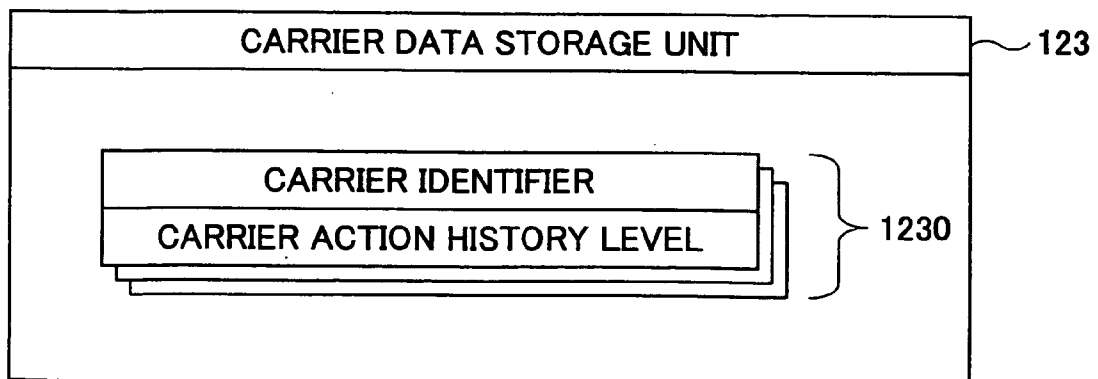 CARRIER DATA STORAGE UNIT 123
CARRIER IDENTIFIER
CARRIER ACTION HISTORY LEVEL
1230